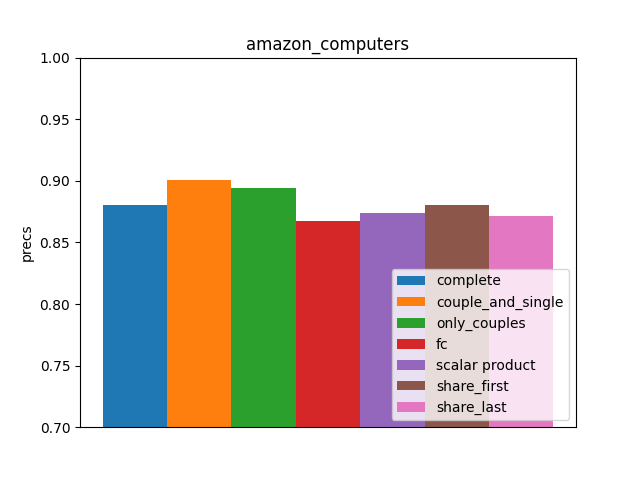 amazon_computers
1.00
0.95
0.90
0.85
0.80
0.75
0.70
precs
complete
couple_and_single
only_couples
fc
scalar product
share_first
share_last